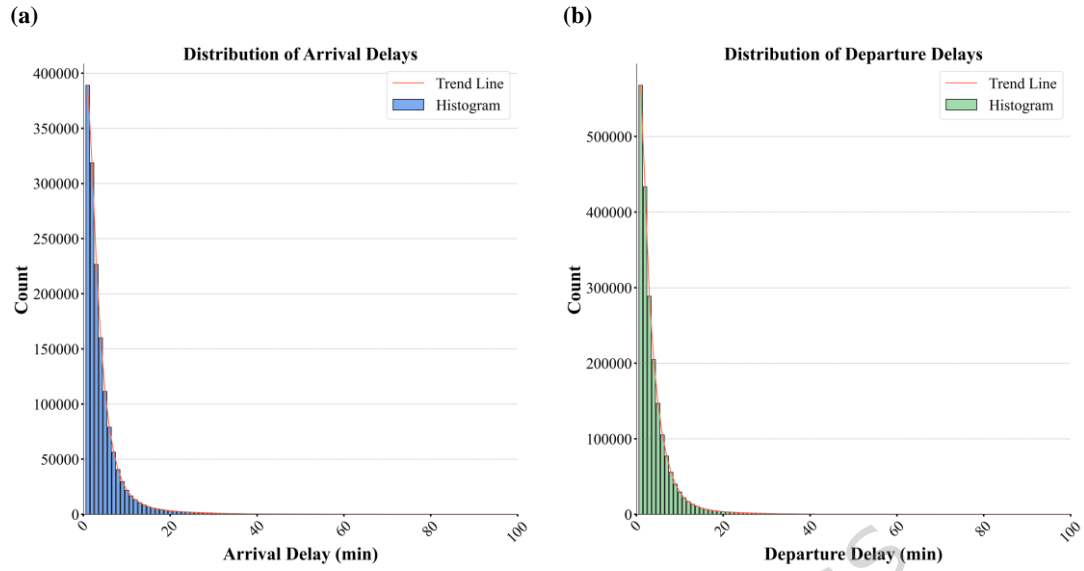 (a)
Distribution of Arrival Delays
Trend Line
Histogram
400000
350000
300000
250000
200000
150000
100000
50000
0
Count
0
20
40
60
80
100
Arrival Delay (min)
(b)
Distribution of Departure Delays
Trend Line
Histogram
500000
400000
300000
200000
100000
0
Count
0
20
40
60
80
100
Departure Delay (min)
S